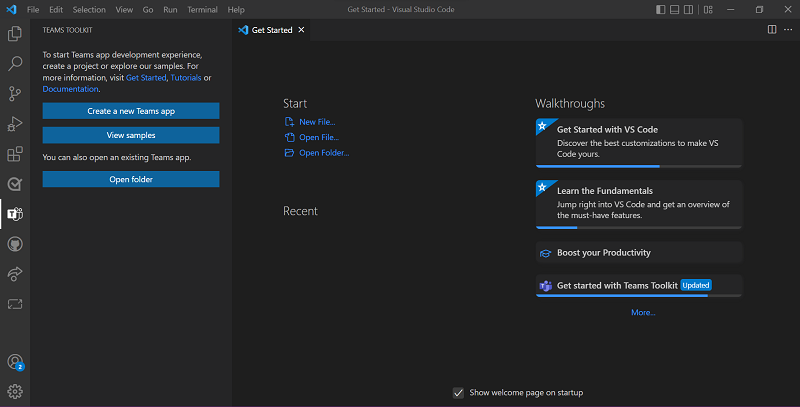 File Edit Selection View Go Run Terminal Help
Get Started - Visual Studio Code
TEAMS TOOLKIT
To start Teams app development experience,
create a project or explore our samples. For
more information, visit Get Started, Tutorials or
Documentation.
Create a new Teams app
View samples
You can also open an existing Teams app.
Open folder
2
Get Started
Start
New File...
Open File...
Open Folder...
Recent
Walkthroughs
Get Started with VS Code
Discover the best customizations to make VS
Code yours.
Learn the Fundamentals
Jump right into VS Code and get an overview of
the must-have features.
Boost your Productivity
Get started with Teams Toolkit Updated
More...
Show welcome page on startup